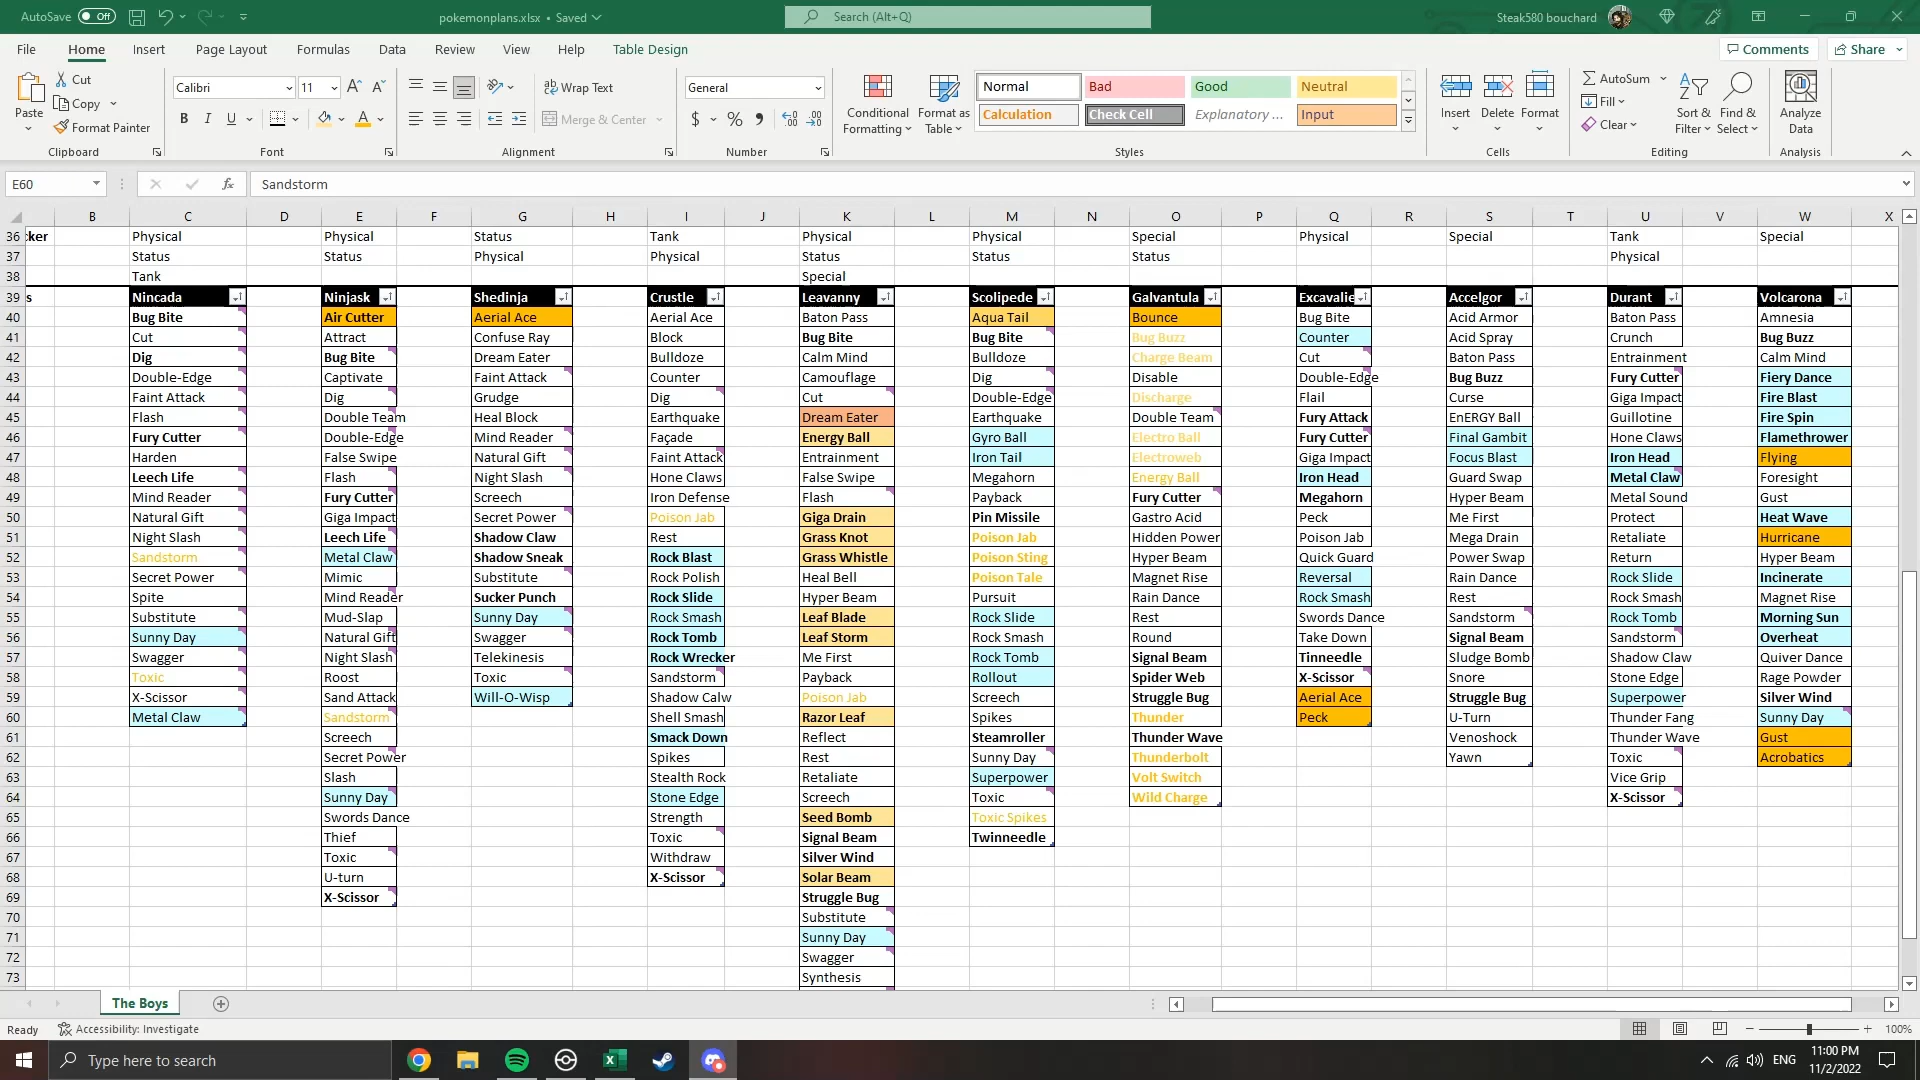 AutoSave Off pokemonplans.xlsx • Saved Search (Alt+Q) Steak580 bouchard
File Home Insert Page Layout Formulas Data Review View Help Table Design Comments Share
Paste Cut Copy Format Painter Clipboard
Calibri 11 B I U Font
Wrap Text Merge & Center Alignment
General $ % Number
Conditional Formatting Format as Table
Normal Bad Good Neutral
Calculation Check Cell Explanatory ... Input
Styles
Insert Delete Format Cells
AutoSum Fill Clear Sort & Filter Find & Select Editing
Analyze Data Analysis
E60 fx Sandstorm
B C D E F G H I J K L M N O P Q R S T U V W X
36 :ker Physical Physical Status Tank Physical Physical Special Physical Special Tank Special
37 Status Status Physical Physical Status Status Status Physical
38 Tank Special
39 s Nincada Ninjask Shedinja Crustle Leavanny Scolipede Galvantula Excavalie Accelgor Durant Volcarona
40 Bug Bite Air Cutter Aerial Ace Aerial Ace Baton Pass Aqua Tail Bounce Bug Bite Acid Armor Baton Pass Amnesia
41 Cut Attract Confuse Ray Block Bug Bite Bug Bite Bug Buzz Counter Acid Spray Crunch Bug Buzz
42 Dig Bug Bite Dream Eater Bulldoze Calm Mind Bulldoze Charge Beam Cut Baton Pass Entrainment Calm Mind
43 Double-Edge Captivate Faint Attack Counter Camouflage Dig Disable Double-Edge Bug Buzz Fury Cutter Fiery Dance
44 Faint Attack Dig Grudge Dig Cut Double-Edge Discharge Flail Curse Giga Impact Fire Blast
45 Flash Double Team Heal Block Earthquake Dream Eater Earthquake Double Team Fury Attack EnERGY Ball Guillotine Fire Spin
46 Fury Cutter Double-Edge Mind Reader Façade Energy Ball Gyro Ball Electro Ball Fury Cutter Final Gambit Hone Claws Flamethrower
47 Harden False Swipe Natural Gift Faint Attack Entrainment Iron Tail Electroweb Giga Impact Focus Blast Iron Head Flying
48 Leech Life Flash Night Slash Hone Claws False Swipe Megahorn Energy Ball Iron Head Guard Swap Metal Claw Foresight
49 Mind Reader Fury Cutter Screech Iron Defense Flash Payback Fury Cutter Megahorn Hyper Beam Metal Sound Gust
50 Natural Gift Giga Impact Secret Power Poison Jab Giga Drain Pin Missile Gastro Acid Peck Me First Protect Heat Wave
51 Night Slash Leech Life Shadow Claw Rest Grass Knot Poison Jab Hidden Power Poison Jab Mega Drain Retaliate Hurricane
52 Sandstorm Metal Claw Shadow Sneak Rock Blast Grass Whistle Poison Sting Hyper Beam Quick Guard Power Swap Return Hyper Beam
53 Secret Power Mimic Substitute Rock Polish Heal Bell Poison Tale Magnet Rise Reversal Rain Dance Rock Slide Incinerate
54 Spite Mind Reader Sucker Punch Rock Slide Hyper Beam Pursuit Rain Dance Rock Smash Rest Rock Smash Magnet Rise
55 Substitute Mud-Slap Sunny Day Rock Smash Leaf Blade Rock Slide Rest Swords Dance Sandstorm Rock Tomb Morning Sun
56 Sunny Day Natural Gift Swagger Rock Tomb Leaf Storm Rock Smash Round Take Down Signal Beam Sandstorm Overheat
57 Swagger Night Slash Telekinesis Rock Wrecker Me First Rock Tomb Signal Beam Tinneedle Sludge Bomb Shadow Claw Quiver Dance
58 Toxic Roost Toxic Sandstorm Payback Rollout Spider Web X-Scissor Snore Stone Edge Rage Powder
59 X-Scissor Sand Attack Will-O-Wisp Shadow Calw Poison Jab Screech Struggle Bug Aerial Ace Struggle Bug Superpower Silver Wind
60 Metal Claw Sandstorm Shell Smash Razor Leaf Spikes Thunder Peck U-Turn Thunder Fang Sunny Day
61 Screech Smack Down Reflect Steamroller Thunder Wave Venoshock Thunder Wave Gust
62 Secret Power Spikes Rest Sunny Day Thunderbolt Yawn Toxic Acrobatics
63 Slash Stealth Rock Retaliate Superpower Volt Switch Vice Grip
64 Sunny Day Stone Edge Screech Toxic Wild Charge X-Scissor
65 Swords Dance Strength Seed Bomb Toxic Spikes
66 Thief Toxic Signal Beam Twinneedle
67 Toxic Withdraw Silver Wind
68 U-turn X-Scissor Solar Beam
69 X-Scissor Struggle Bug
70 Substitute
71 Sunny Day
72 Swagger
73 Synthesis
The Boys
Ready Accessibility: Investigate 100%
Type here to search ENG 11:00 PM
11/2/2022